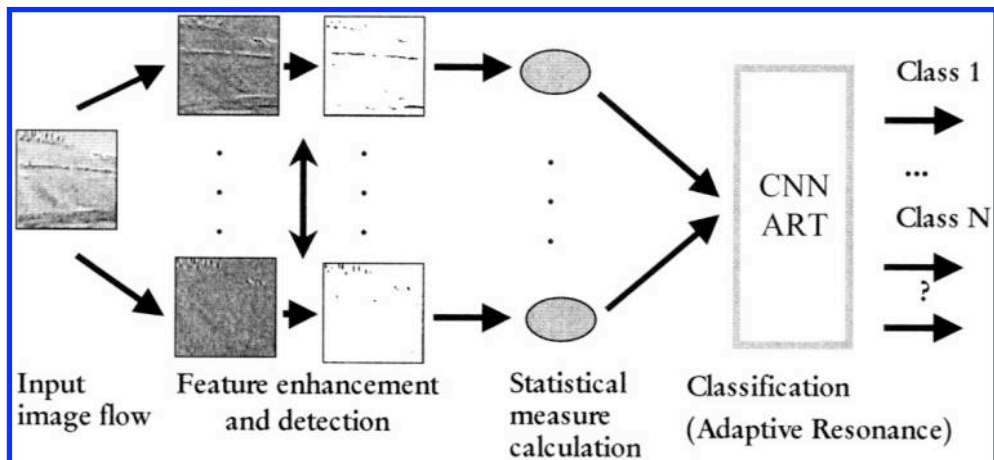 Class 1
...
CNN
ART
Class N
?
Input
image flow
Feature enhancement
and detection
Statistical
measure
calculation
Classification
(Adaptive Resonance)